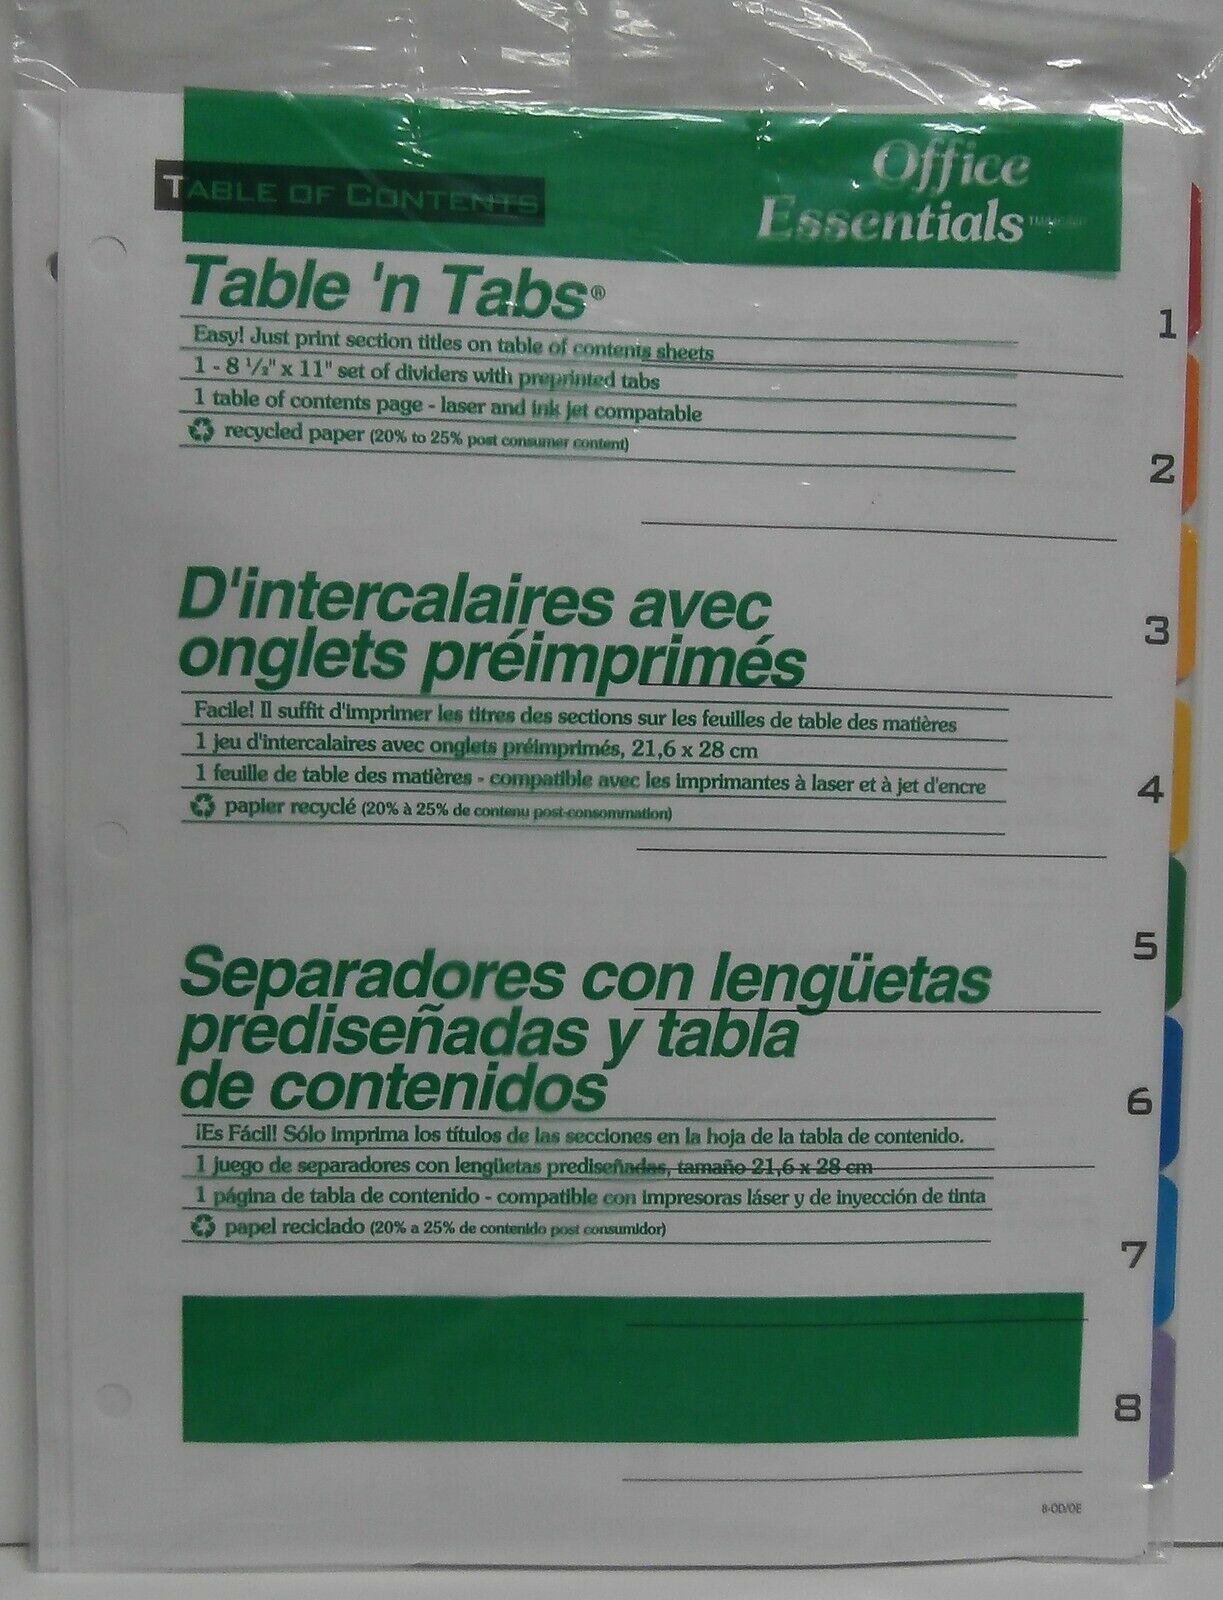 Office
Essentials
TABLE OF CONTENTS
Table 'n Tabs®
Easy! Just print section titles on table of contents sheets
1 - 8 1/2" x 11" set of dividers with preprinted tabs
1 table of contents page - laser and ink jet compatable
recycled paper (20% to 25% post consumer content)
D'intercalaires avec
onglets préimprimés
Facile! Il suffit d'imprimer les titres des sections sur les feuilles de table des matières
1 jeu d'intercalaires avec onglets préimprimés, 21,6 x 28 cm
1 feuille de table des matières - compatible avec les imprimantes à laser et à jet d'encre
papier recyclé (20% à 25% de contenu post-consommation)
Separadores con lengüetas
prediseñadas y tabla
de contenidos
¡Es Fácil! Sólo imprima los títulos de las secciones en la hoja de la tabla de contenido.
1 juego de separadores con lengüetas prediseñadas, tamaño 21,6 x 28 cm
1 página de tabla de contenido - compatible con impresoras láser y de inyección de tinta
papel reciclado (20% a 25% de contenido post consumidor)
1
2
3
4
5
6
7
8
8-OD/OE